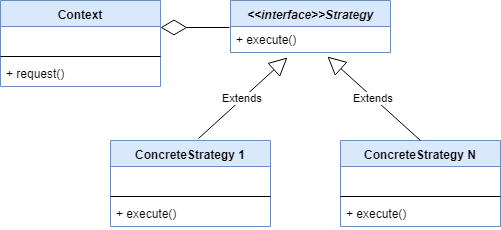 Context
+ request()
<<interface>>Strategy
+ execute()
Extends
Extends
ConcreteStrategy 1
+ execute()
ConcreteStrategy N
+ execute()